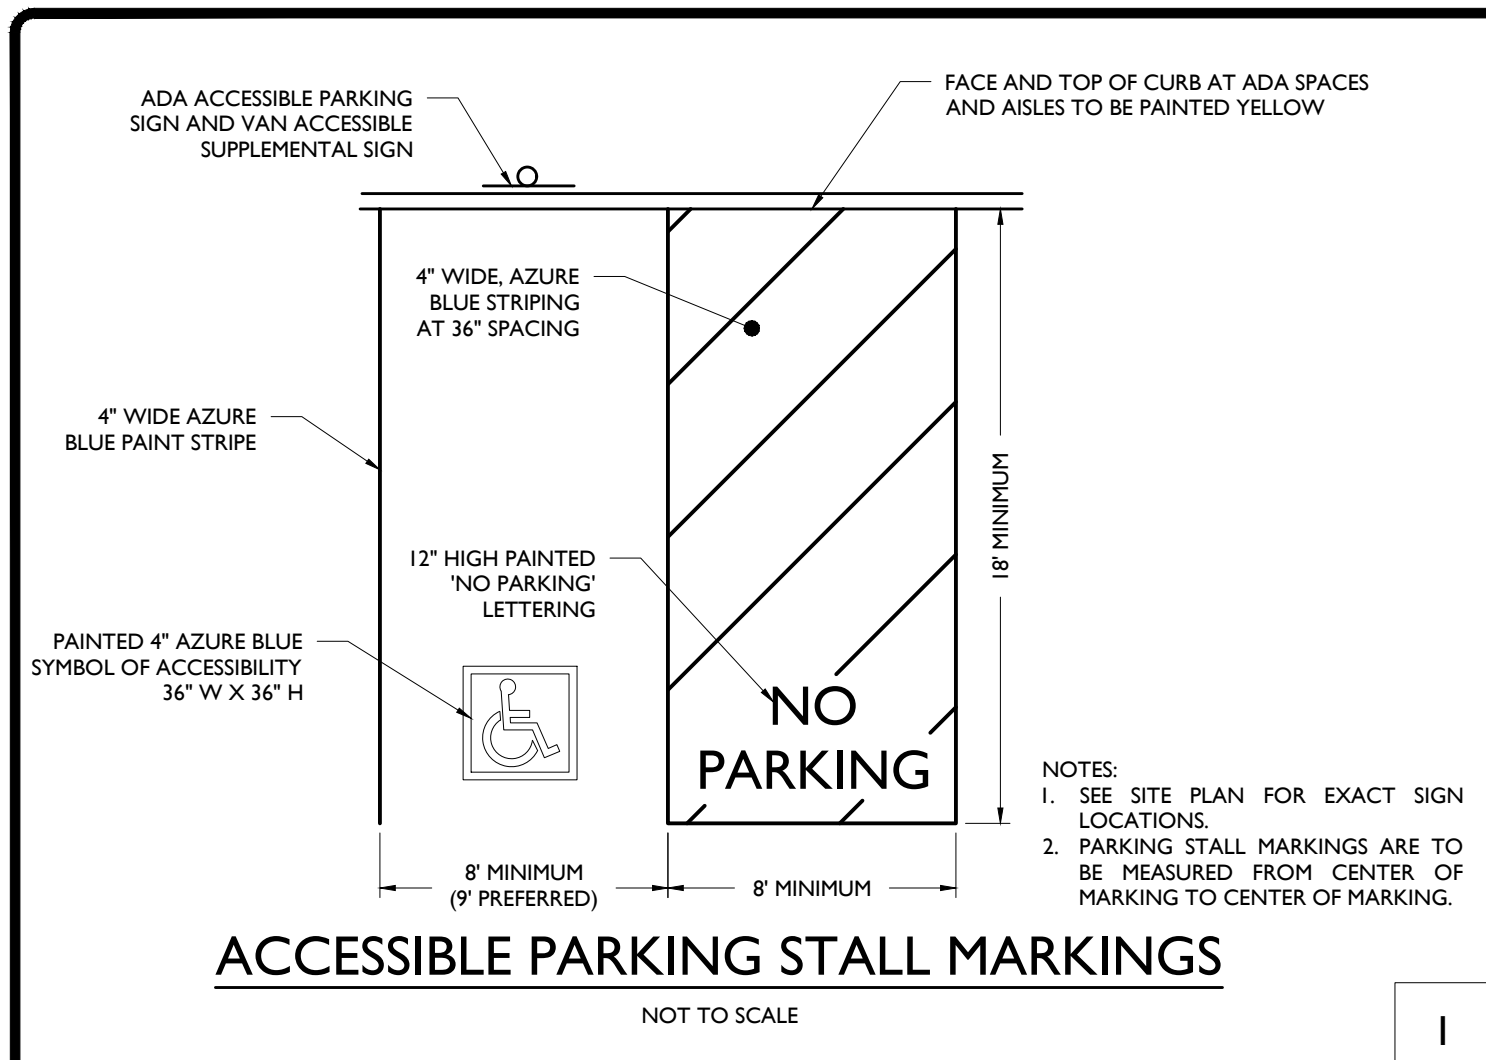 ADA ACCESSIBLE PARKING
SIGN AND VAN ACCESSIBLE
SUPPLEMENTAL SIGN
FACE AND TOP OF CURB AT ADA SPACES
AND AISLES TO BE PAINTED YELLOW
4" WIDE, AZURE
BLUE STRIPING
AT 36" SPACING
4" WIDE AZURE
BLUE PAINT STRIPE
18' MINIMUM
12" HIGH PAINTED
'NO PARKING'
LETTERING
PAINTED 4" AZURE BLUE
SYMBOL OF ACCESSIBILITY
36" W X 36" H
NO
PARKING
NOTES:
1. SEE SITE PLAN FOR EXACT SIGN
LOCATIONS.
2. PARKING STALL MARKINGS ARE TO
BE MEASURED FROM CENTER OF
MARKING TO CENTER OF MARKING.
8' MINIMUM
(9' PREFERRED)
8' MINIMUM
ACCESSIBLE PARKING STALL MARKINGS
NOT TO SCALE
1